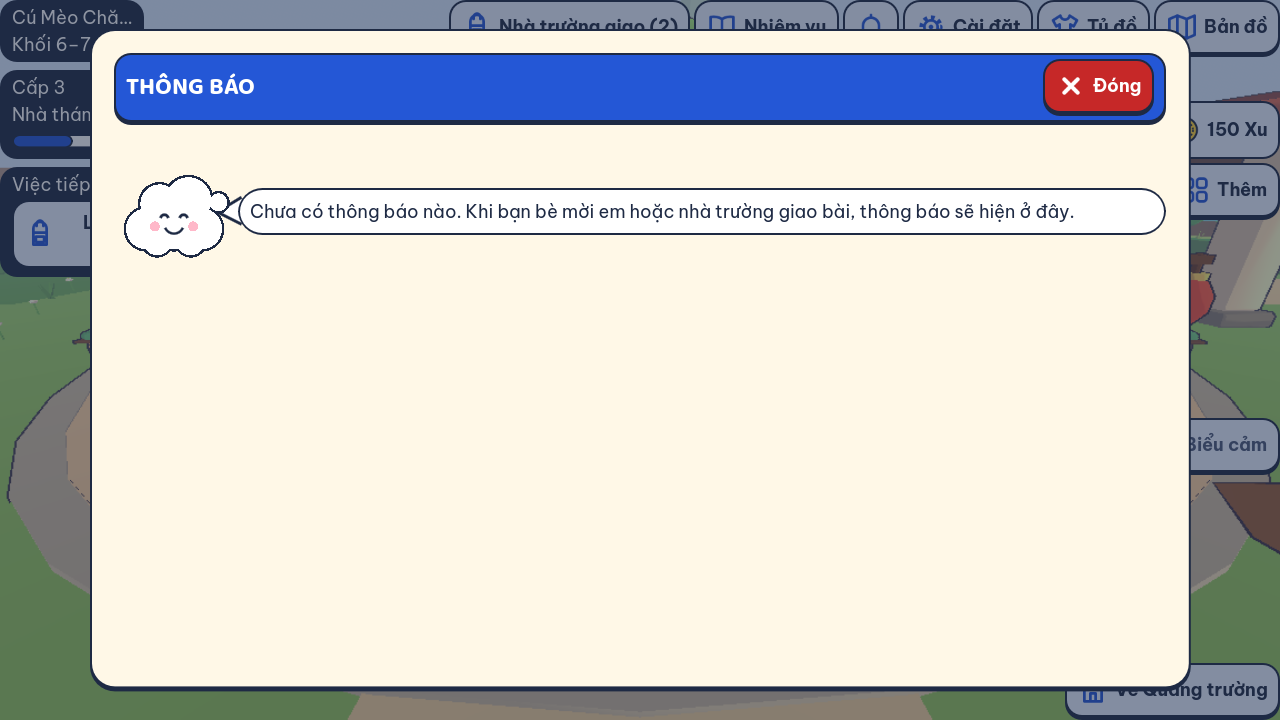 Cú Mèo Chă...
Khối 6-7
Nhà trường giao (2)
Nhiệm vụ
Cài đặt
Tủ đồ
Bản đồ
THÔNG BÁO
Đóng
Cấp 3
Nhà thán
150 Xu
Việc tiếp
Thêm
Chưa có thông báo nào. Khi bạn bè mời em hoặc nhà trường giao bài, thông báo sẽ hiện ở đây.
Biểu cảm
Về Quảng trường